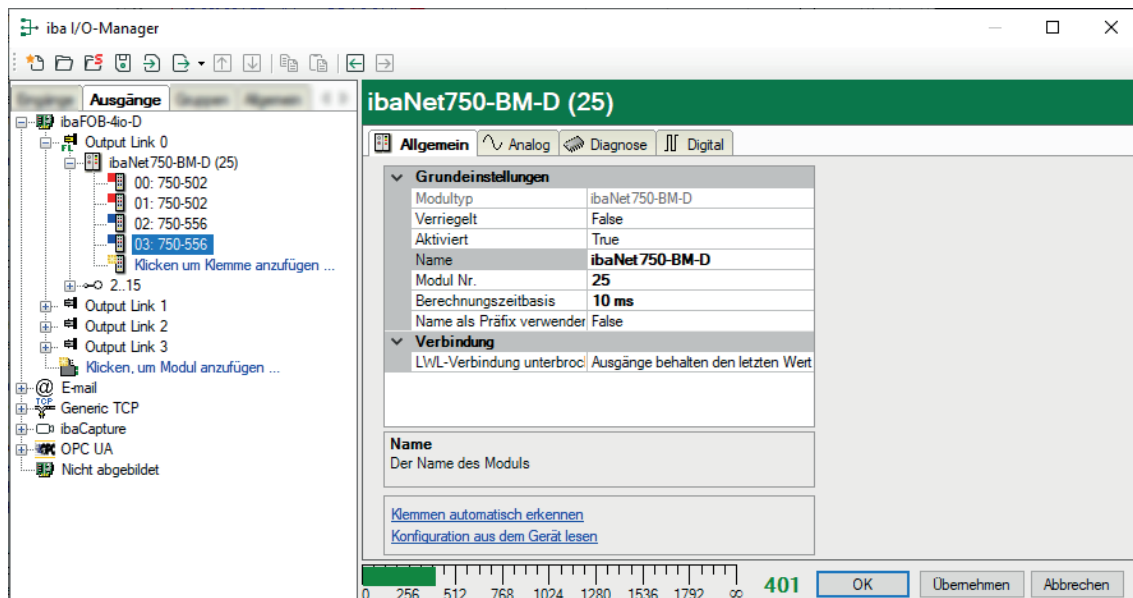 iba I/O-Manager
Ausgänge
ibaFOB-4io-D
Output Link 0
ibaNet750-BM-D (25)
00: 750-502
01: 750-502
02: 750-556
03: 750-556
Klicken um Klemme anzufügen ...
2..15
Output Link 1
Output Link 2
Output Link 3
Klicken, um Modul anzufügen ...
E-mail
Generic TCP
ibaCapture
OPC UA
Nicht abgebildet
ibaNet750-BM-D (25)
Allgemein Analog Diagnose Digital
Grundeinstellungen
Modultyp ibaNet750-BM-D
Verriegelt False
Aktiviert True
Name ibaNet750-BM-D
Modul Nr. 25
Berechnungszeitbasis 10 ms
Name als Präfix verwenden False
Verbindung
LWL-Verbindung unterbroc Ausgänge behalten den letzten Wert
Name
Der Name des Moduls
Klemmen automatisch erkennen
Konfiguration aus dem Gerät lesen
0 256 512 768 1024 1280 1536 1792 ∞ 401 OK Übernehmen Abbrechen